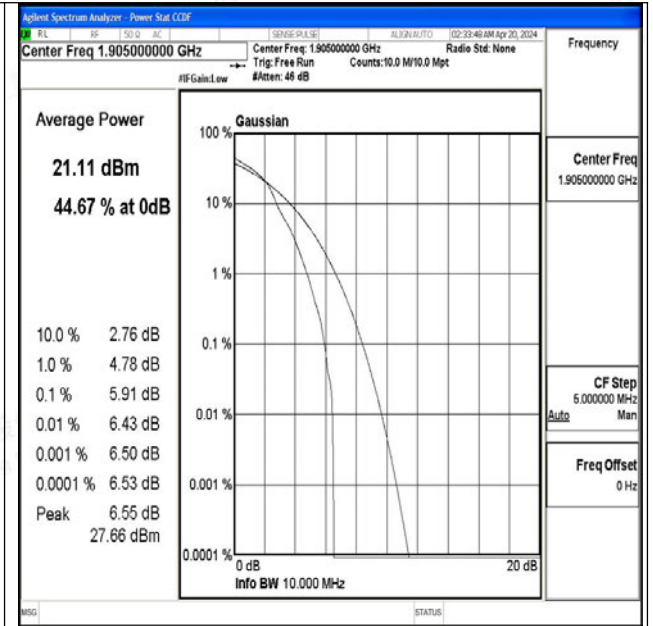 Agilent Spectrum Analyzer - Power Stat CCDF
RL RF 50 Ω AC SENSE:PULSE ALIGN AUTO 02:33:48 AM Apr 20, 2024
Center Freq 1.905000000 GHz
Center Freq: 1.905000000 GHz Radio Std: None
Trig: Free Run Counts:10.0 M/10.0 Mpt
#IFGain:Low #Atten: 46 dB
Frequency
Average Power
21.11 dBm
44.67 % at 0dB
10.0 % 2.76 dB
1.0 % 4.78 dB
0.1 % 5.91 dB
0.01 % 6.43 dB
0.001 % 6.50 dB
0.0001 % 6.53 dB
Peak 6.55 dB
27.66 dBm
Gaussian
100 %
10 %
1 %
0.1 %
0.01 %
0.001 %
0.0001 %
0 dB 20 dB
Info BW 10.000 MHz
Center Freq
1.905000000 GHz
CF Step
5.000000 MHz
Auto Man
Freq Offset
0 Hz
MSG STATUS